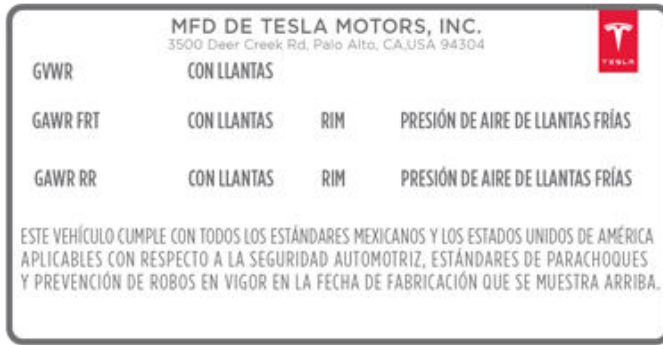 MFD DE TESLA MOTORS, INC.
3500 Deer Creek Rd, Palo Alto, CA,USA 94304
TESLA
GVWR CON LLANTAS
GAWR FRT CON LLANTAS RIM PRESIÓN DE AIRE DE LLANTAS FRÍAS
GAWR RR CON LLANTAS RIM PRESIÓN DE AIRE DE LLANTAS FRÍAS
ESTE VEHÍCULO CUMPLE CON TODOS LOS ESTÁNDARES MEXICANOS Y LOS ESTADOS UNIDOS DE AMÉRICA
APLICABLES CON RESPECTO A LA SEGURIDAD AUTOMOTRIZ, ESTÁNDARES DE PARACHOQUES
Y PREVENCIÓN DE ROBOS EN VIGOR EN LA FECHA DE FABRICACIÓN QUE SE MUESTRA ARRIBA.